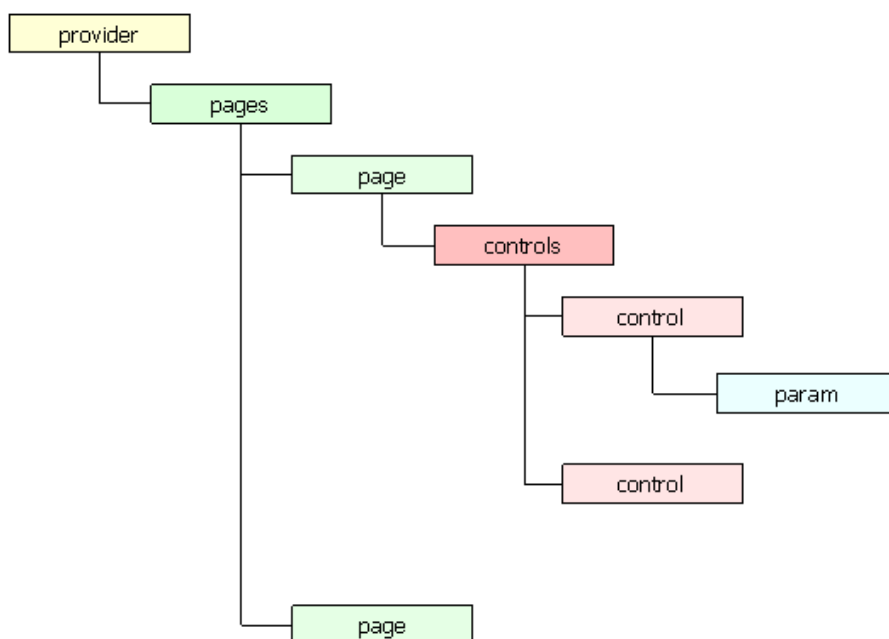 provider
pages
page
controls
control
param
control
page